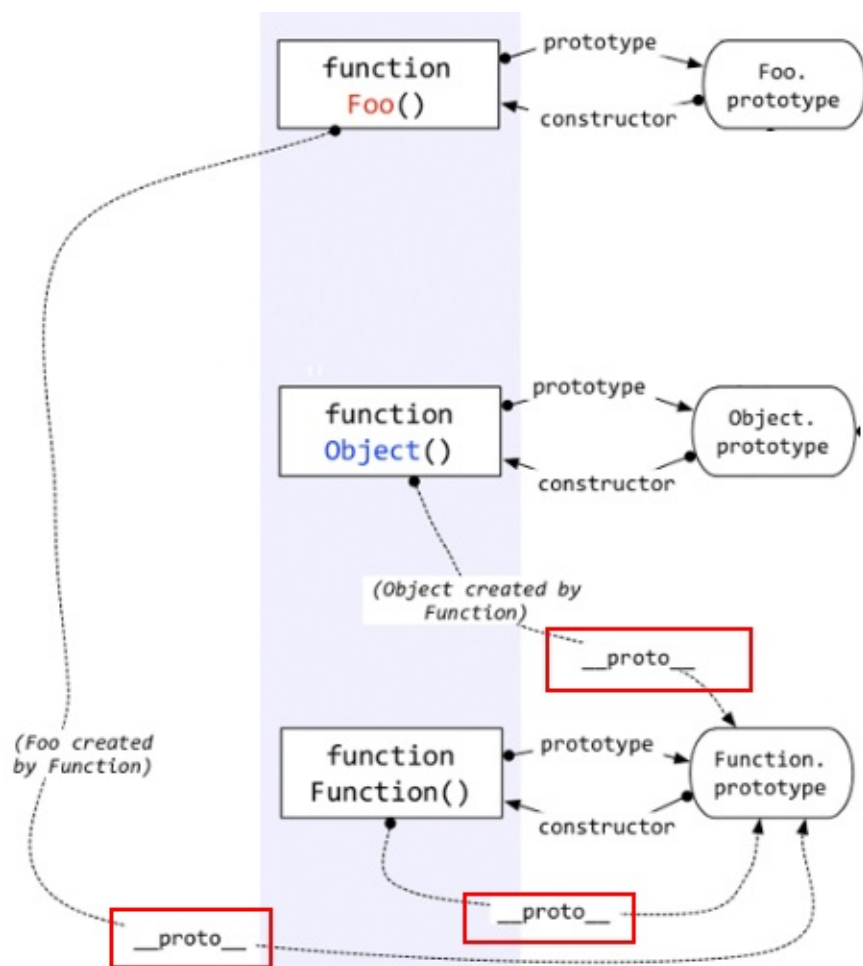 function
Foo()
prototype
constructor
Foo.
prototype
function
Object()
prototype
constructor
Object.
prototype
(Object created by
Function)
__proto__
(Foo created
by Function)
function
Function()
prototype
constructor
Function.
prototype
__proto__
__proto__